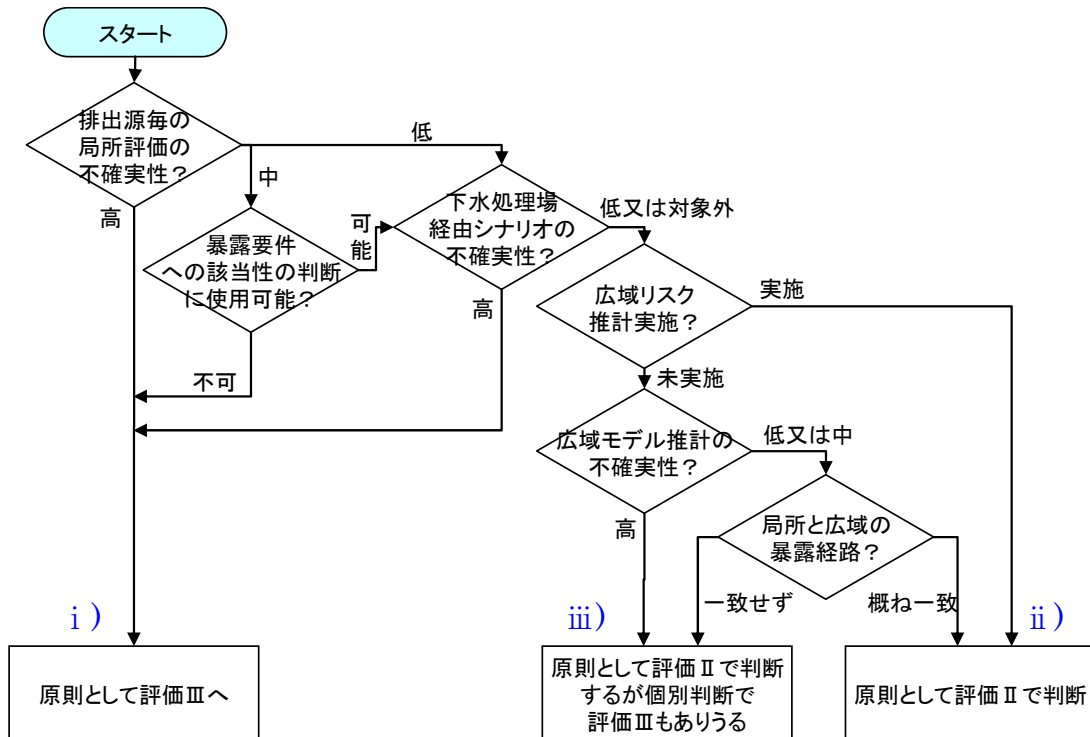 スタート
排出源毎の
局所評価の
不確実性？
低
中
高
下水処理場
経由シナリオの
不確実性？
低又は対象外
可
能
暴露要件
への該当性の判断
に使用可能？
高
広域リスク
推計実施？
実施
不可
未実施
広域モデル推計の
不確実性？
低又は中
高
局所と広域の
暴露経路？
一致せず
概ね一致
ⅰ)
ⅲ)
ⅱ)
原則として評価Ⅲへ
原則として評価Ⅱで判断
するが個別判断で
評価Ⅲもありうる
原則として評価Ⅱで判断